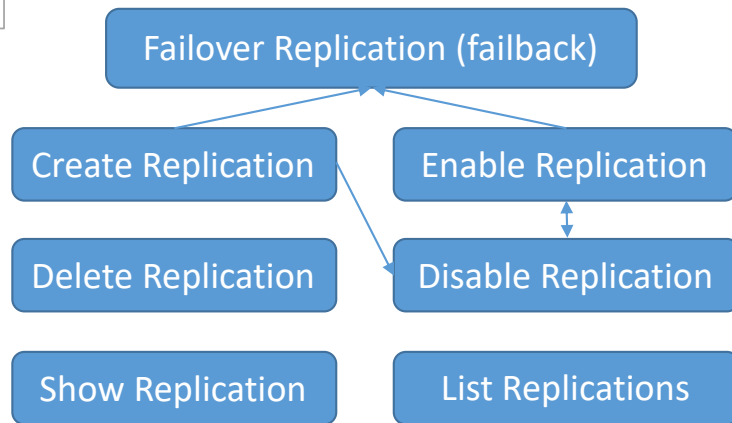 Failover Replication (failback)
Create Replication
Enable Replication
Delete Replication
Disable Replication
Show Replication
List Replications